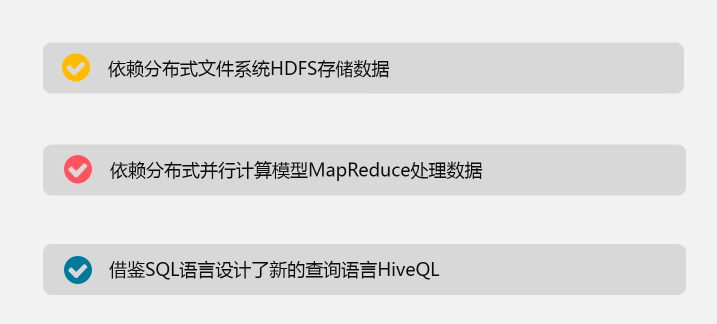 依赖分布式文件系统HDFS存储数据
依赖分布式并行计算模型MapReduce处理数据
借鉴SQL语言设计了新的查询语言HiveQL